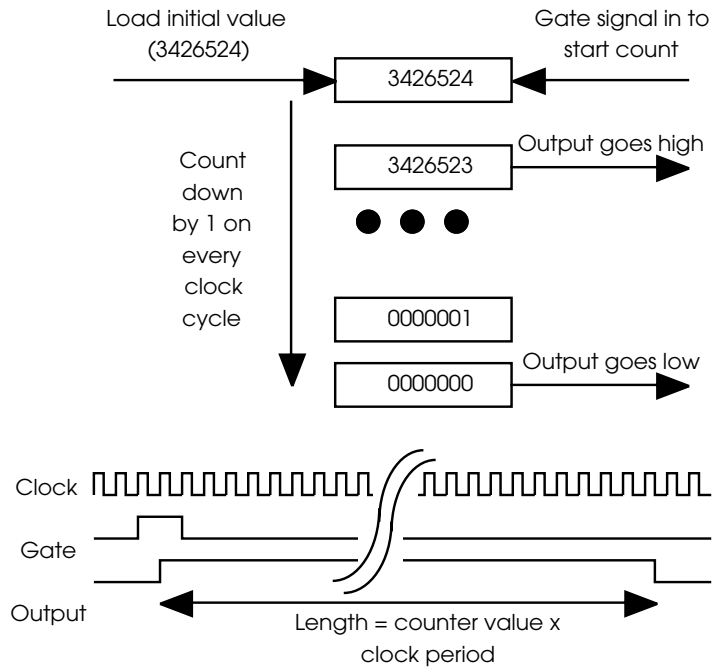 Load initial value
(3426524)
Gate signal in to
start count
3426524
Output goes high
3426523
Count
down
by 1 on
every
clock
cycle
0000001
Output goes low
0000000
Clock
Gate
Output
Length = counter value x
clock period